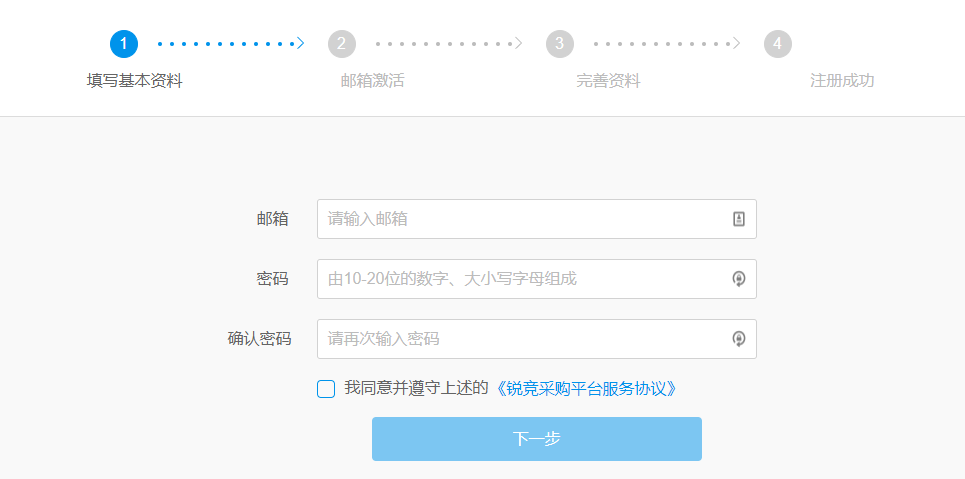 1 2 3 4
填写基本资料 邮箱激活 完善资料 注册成功
邮箱 请输入邮箱
密码 由10-20位的数字、大小写字母组成
确认密码 请再次输入密码
我同意并遵守上述的《锐竞采购平台服务协议》
下一步